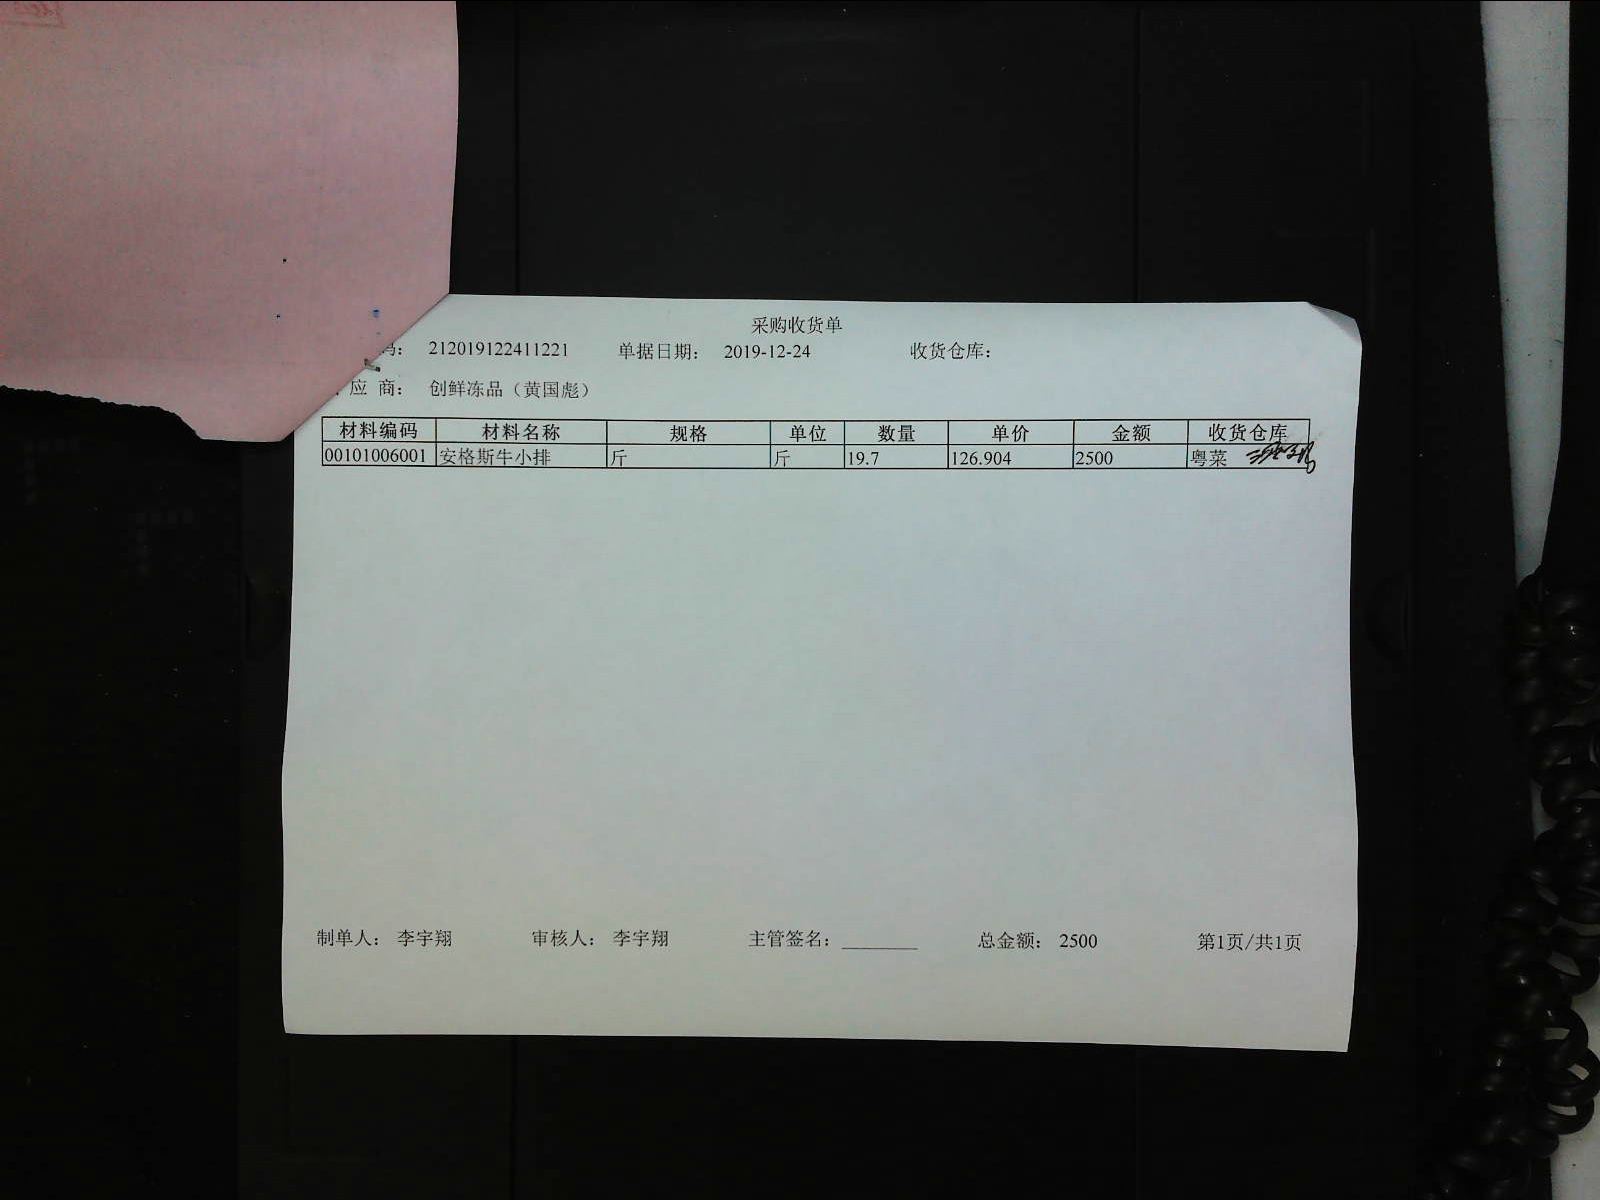 采购收货单
码： 212019122411221 单据日期： 2019-12-24 收货仓库：
应 商： 创鲜冻品（黄国彪）
材料编码 材料名称 规格 单位 数量 单价 金额 收货仓库
00101006001 安格斯牛小排 斤 斤 19.7 126.904 2500 粤菜
制单人： 李宇翔 审核人： 李宇翔 主管签名： ________ 总金额： 2500 第1页/共1页